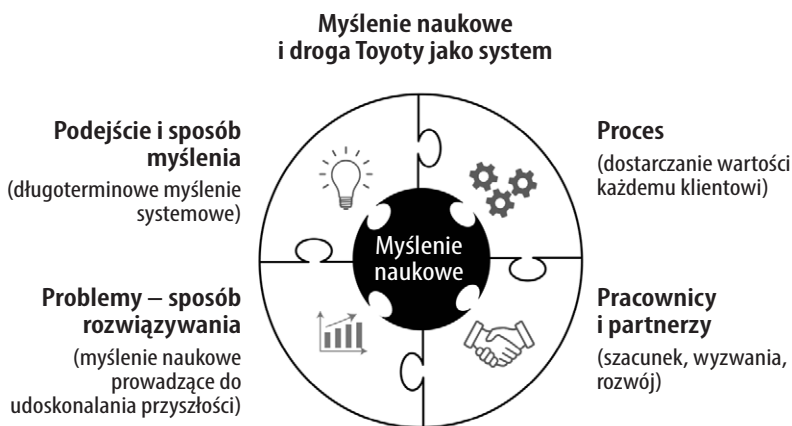 Myślenie naukowe
i droga Toyoty jako system
Podejście i sposób
myślenia
(długoterminowe myślenie
systemowe)
Proces
(dostarczanie wartości
każdemu klientowi)
Myślenie
naukowe
Problemy – sposób
rozwiązywania
(myślenie naukowe
prowadzące do
udoskonalania przyszłości)
Pracownicy
i partnerzy
(szacunek, wyzwania,
rozwój)